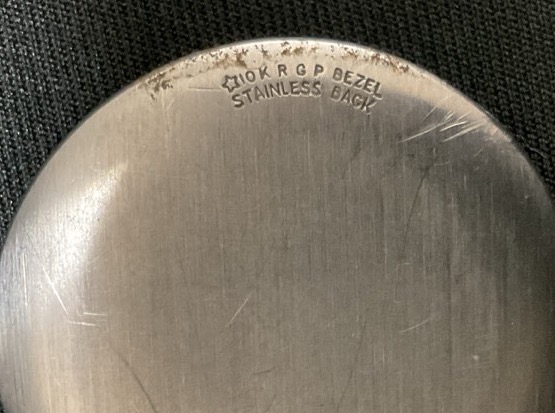 10K R G P BEZEL
STAINLESS BACK